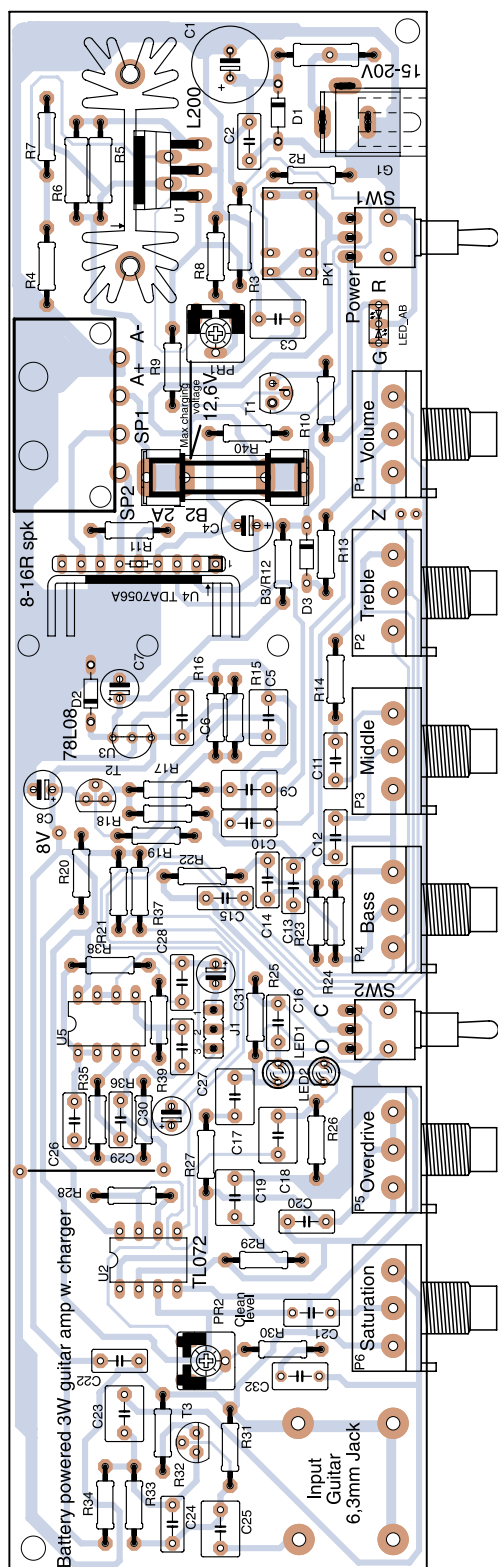 C1
15-20V
R7
R6
R5
L200
C2
D1
U1
R2
G1
R4
R8
R3
PK1
SW1
Power
R
G
LED_AB
A-
A+
SP1
SP2
8-16R spk
R9
PR1
C3
Max charging
voltage
12,6V
T1
R10
R40
B2 2A
P1
Volume
Z
C4
R11
1
U4 TDA7056A
B3/R12
D3
R13
P2
Treble
C7
D2
78L08
U3
R16
R15
C6
C5
R14
C11
P3
Middle
T2
C8
8V
R17
R18
R19
C9
C10
C12
R20
R21
R37
R22
C15
C14
C13
R23
R24
P4
Bass
R38
C28
U5
R39
1
2
3
J1
C31
R25
C16
LED1
LED2
O
C
SW2
R35
R36
C26
C29
C30
C27
C17
C18
R26
R27
C19
C20
P5
Overdrive
R28
U2
TL072
R29
PR2
Clean
level
C21
R30
C32
P6
Saturation
C22
C23
T3
R32
R31
R34
R33
C24
C25
Input
Guitar
6,3mm Jack
Battery powered 3W guitar amp w. charger